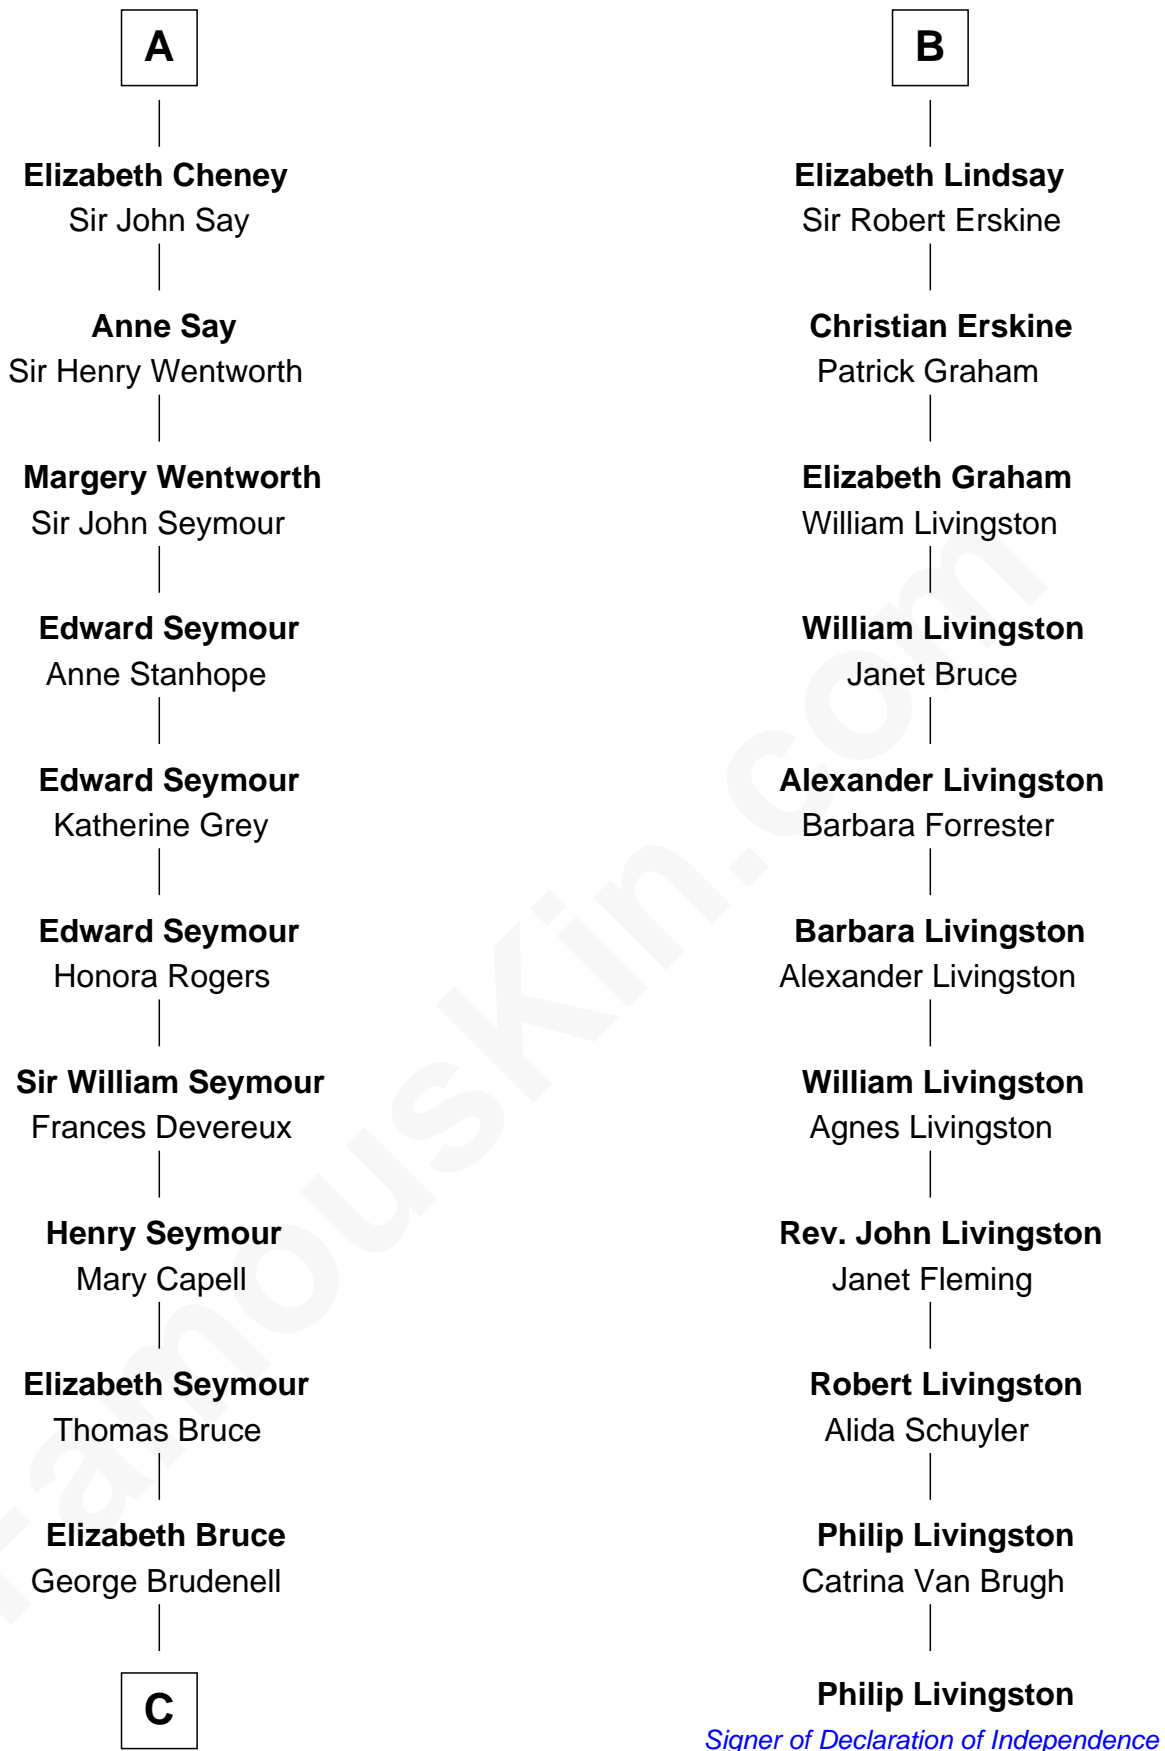 A
Elizabeth Cheney
Sir John Say
Anne Say
Sir Henry Wentworth
Margery Wentworth
Sir John Seymour
Edward Seymour
Anne Stanhope
Edward Seymour
Katherine Grey
Edward Seymour
Honora Rogers
Sir William Seymour
Frances Devereux
Henry Seymour
Mary Capell
Elizabeth Seymour
Thomas Bruce
Elizabeth Bruce
George Brudenell
C
B
Elizabeth Lindsay
Sir Robert Erskine
Christian Erskine
Patrick Graham
Elizabeth Graham
William Livingston
William Livingston
Janet Bruce
Alexander Livingston
Barbara Forrester
Barbara Livingston
Alexander Livingston
William Livingston
Agnes Livingston
Rev. John Livingston
Janet Fleming
Robert Livingston
Alida Schuyler
Philip Livingston
Catrina Van Brugh
Philip Livingston
Signer of Declaration of Independence
FamousKin.com